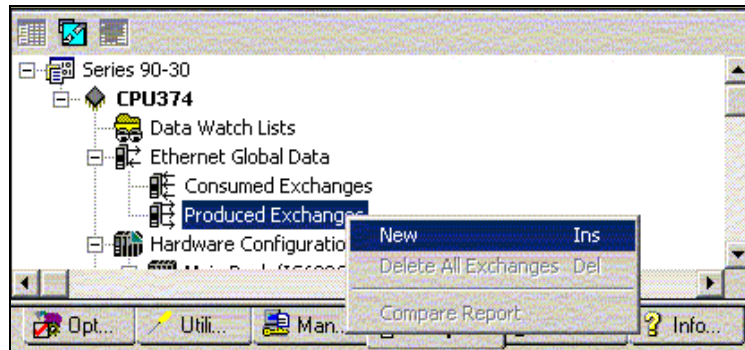 Series 90-30
CPU374
Data Watch Lists
Ethernet Global Data
Consumed Exchanges
Produced Exchanges
New Ins
Hardware Configuratio
Delete All Exchanges Del
Compare Report
Opt...
Utili...
Man...
Info...